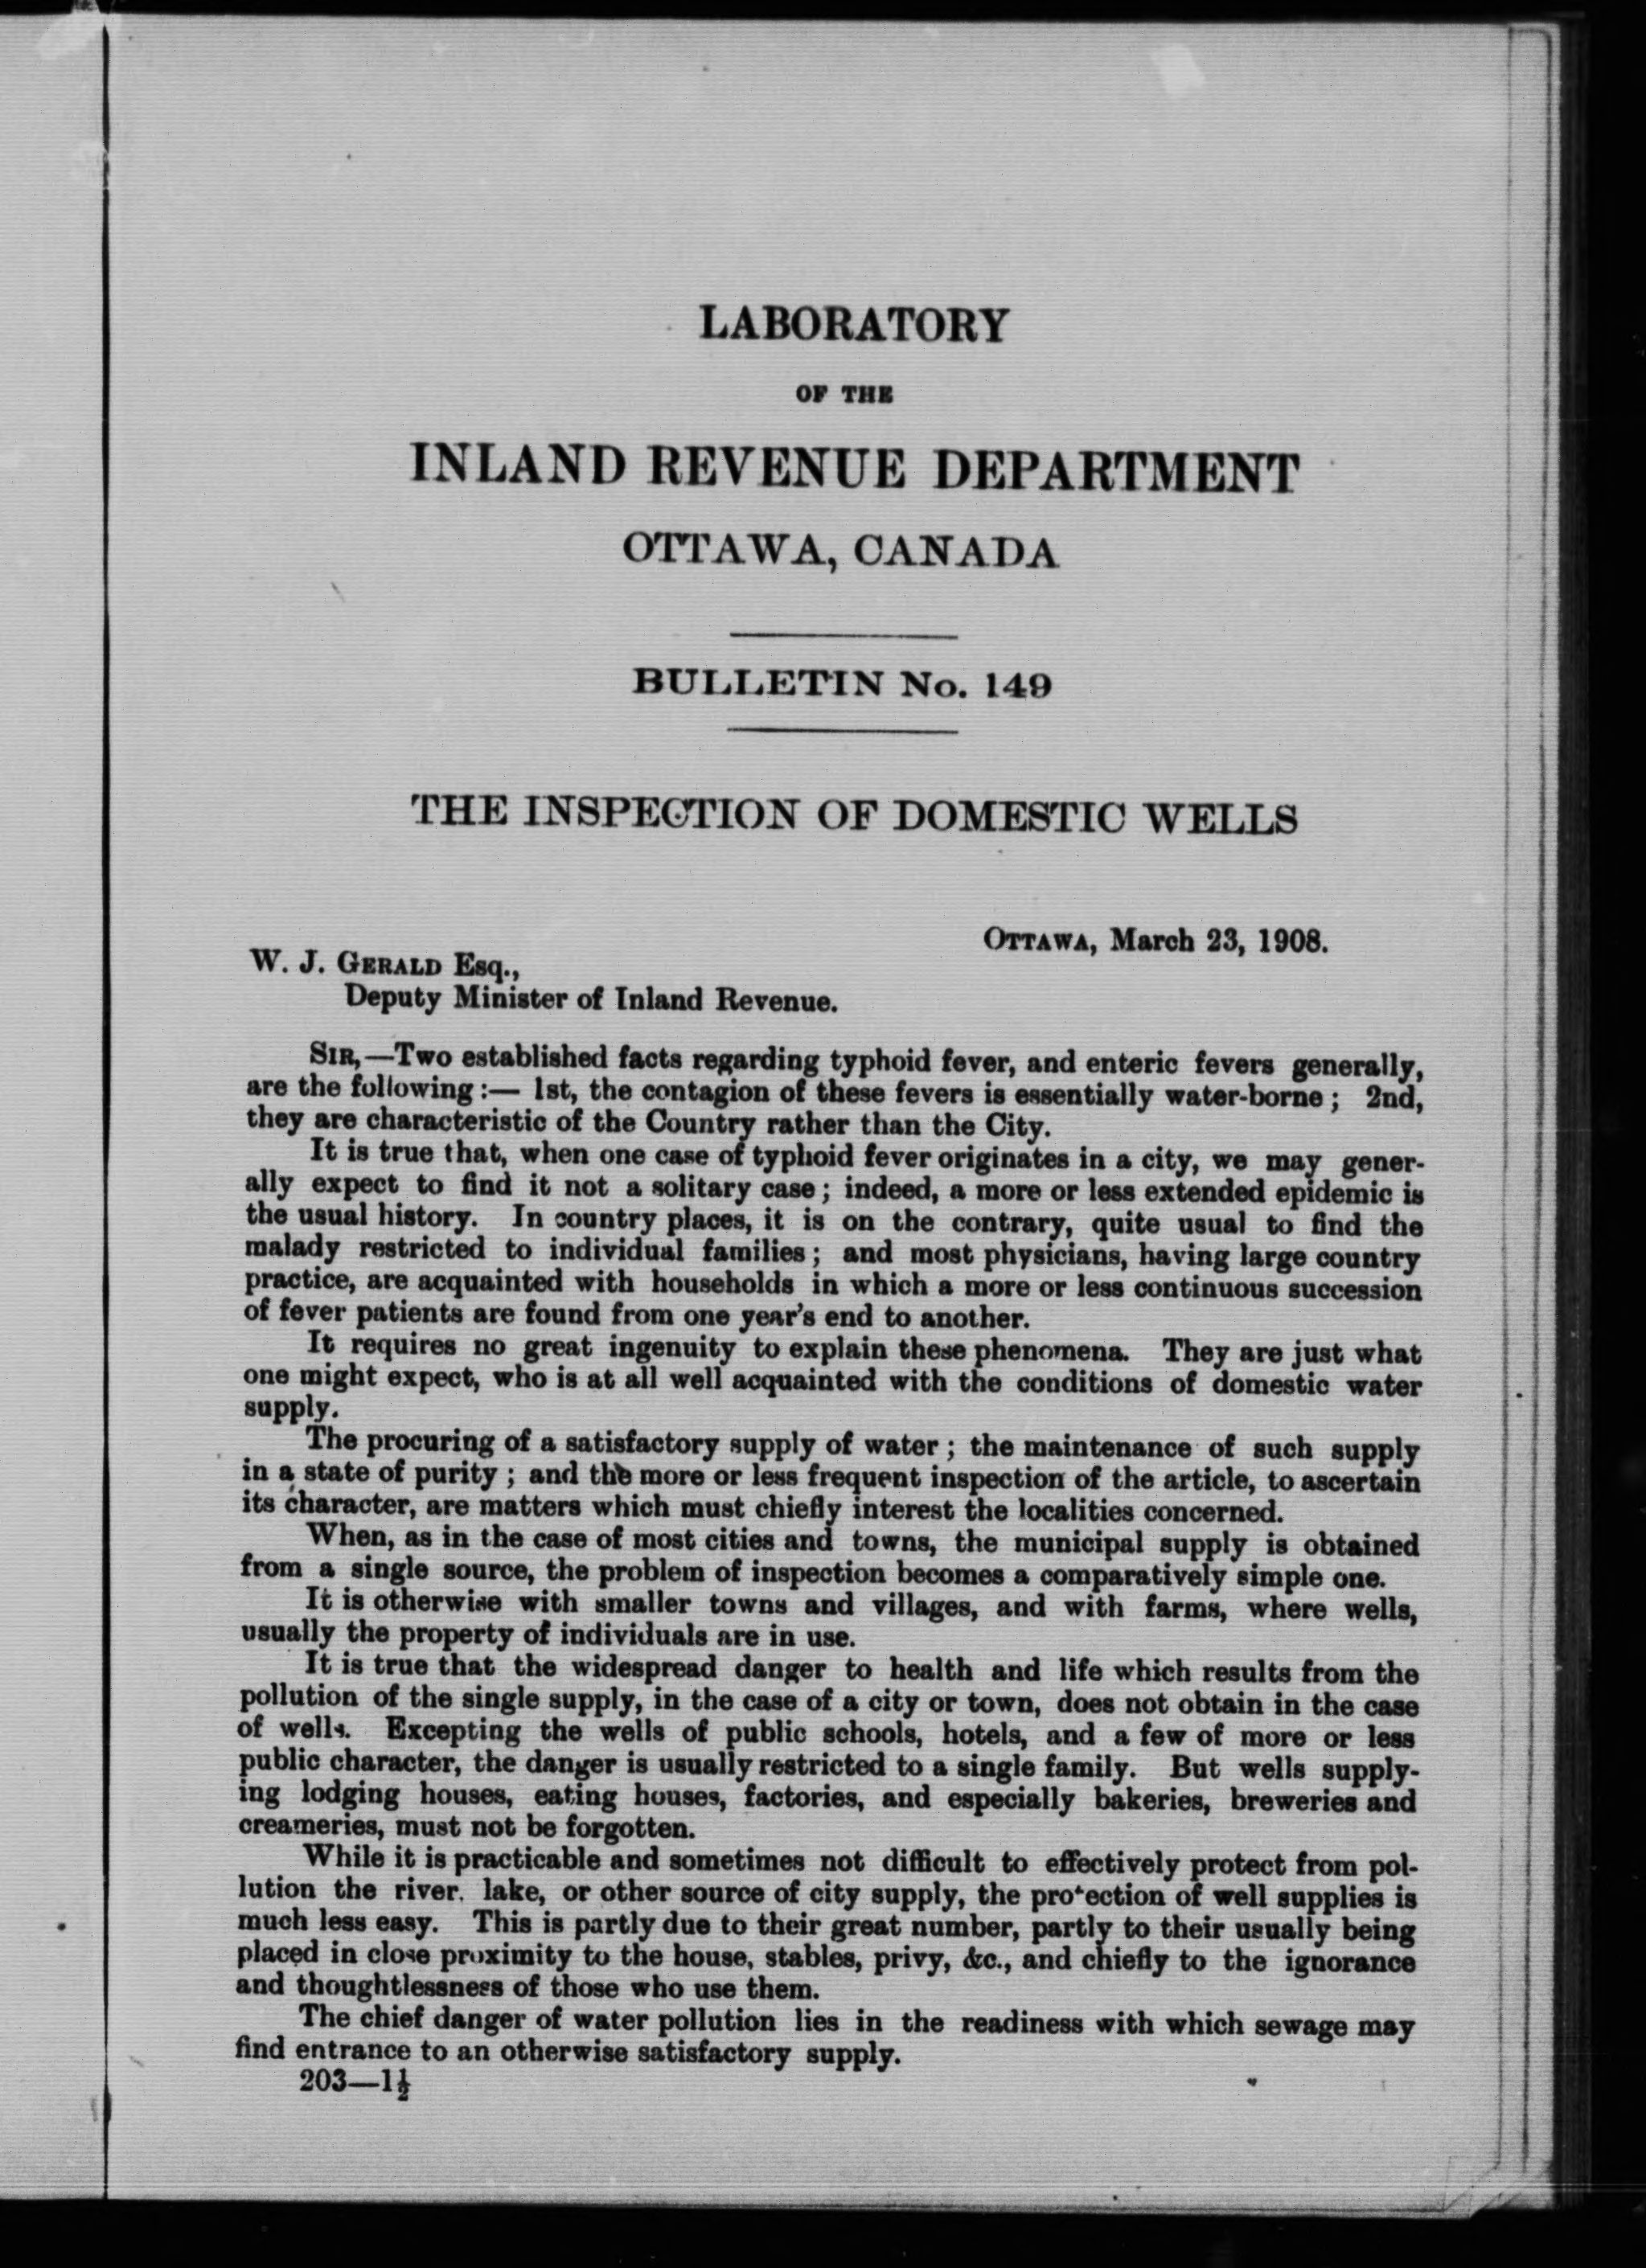 LABORATORY
OF THE
INLAND REVENUE DEPARTMENT
OTTAWA, CANADA
BULLETIN No. 149
THE INSPECTION OF DOMESTIC WELLS
OTTAWA, March 23, 1908.
W. J. GERALD Esq.,
Deputy Minister of Inland Revenue.
SIR,—Two established facts regarding typhoid fever, and enteric fevers generally,
are the following :— 1st, the contagion of these fevers is essentially water-borne ; 2nd,
they are characteristic of the Country rather than the City.
It is true that, when one case of typhoid fever originates in a city, we may gener-
ally expect to find it not a solitary case ; indeed, a more or less extended epidemic is
the usual history. In country places, it is on the contrary, quite usual to find the
malady restricted to individual families ; and most physicians, having large country
practice, are acquainted with households in which a more or less continuous succession
of fever patients are found from one year's end to another.
It requires no great ingenuity to explain these phenomena. They are just what
one might expect, who is at all well acquainted with the conditions of domestic water
supply.
The procuring of a satisfactory supply of water ; the maintenance of such supply
in a state of purity ; and the more or less frequent inspection of the article, to ascertain
its character, are matters which must chiefly interest the localities concerned.
When, as in the case of most cities and towns, the municipal supply is obtained
from a single source, the problem of inspection becomes a comparatively simple one.
It is otherwise with smaller towns and villages, and with farms, where wells,
usually the property of individuals are in use.
It is true that the widespread danger to health and life which results from the
pollution of the single supply, in the case of a city or town, does not obtain in the case
of wells. Excepting the wells of public schools, hotels, and a few of more or less
public character, the danger is usually restricted to a single family. But wells supply-
ing lodging houses, eating houses, factories, and especially bakeries, breweries and
creameries, must not be forgotten.
While it is practicable and sometimes not difficult to effectively protect from pol-
lution the river, lake, or other source of city supply, the protection of well supplies is
much less easy. This is partly due to their great number, partly to their usually being
placed in close proximity to the house, stables, privy, &c., and chiefly to the ignorance
and thoughtlessness of those who use them.
The chief danger of water pollution lies in the readiness with which sewage may
find entrance to an otherwise satisfactory supply.
203—1½